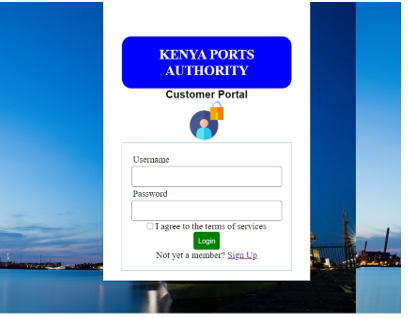 KENYA PORTS
AUTHORITY
Customer Portal
Username
Password
I agree to the terms of services
Login
Not yet a member? Sign Up